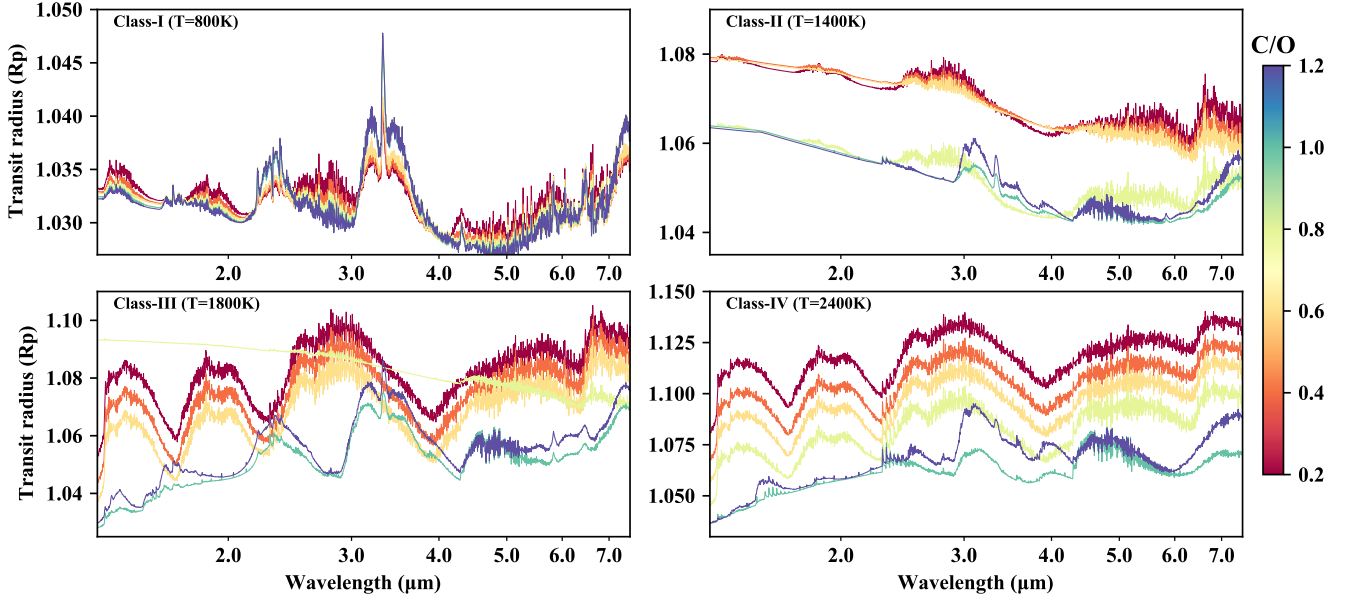 Class-I (T=800K)
Transit radius (Rp)
1.050
1.045
1.040
1.035
1.030
2.0 3.0 4.0 5.0 6.0 7.0
Class-II (T=1400K)
1.08
1.06
1.04
2.0 3.0 4.0 5.0 6.0 7.0
C/O
1.2
1.0
0.8
0.6
0.4
0.2
Class-III (T=1800K)
Transit radius (Rp)
1.10
1.08
1.06
1.04
2.0 3.0 4.0 5.0 6.0 7.0
Wavelength (μm)
Class-IV (T=2400K)
1.150
1.125
1.100
1.075
1.050
2.0 3.0 4.0 5.0 6.0 7.0
Wavelength (μm)